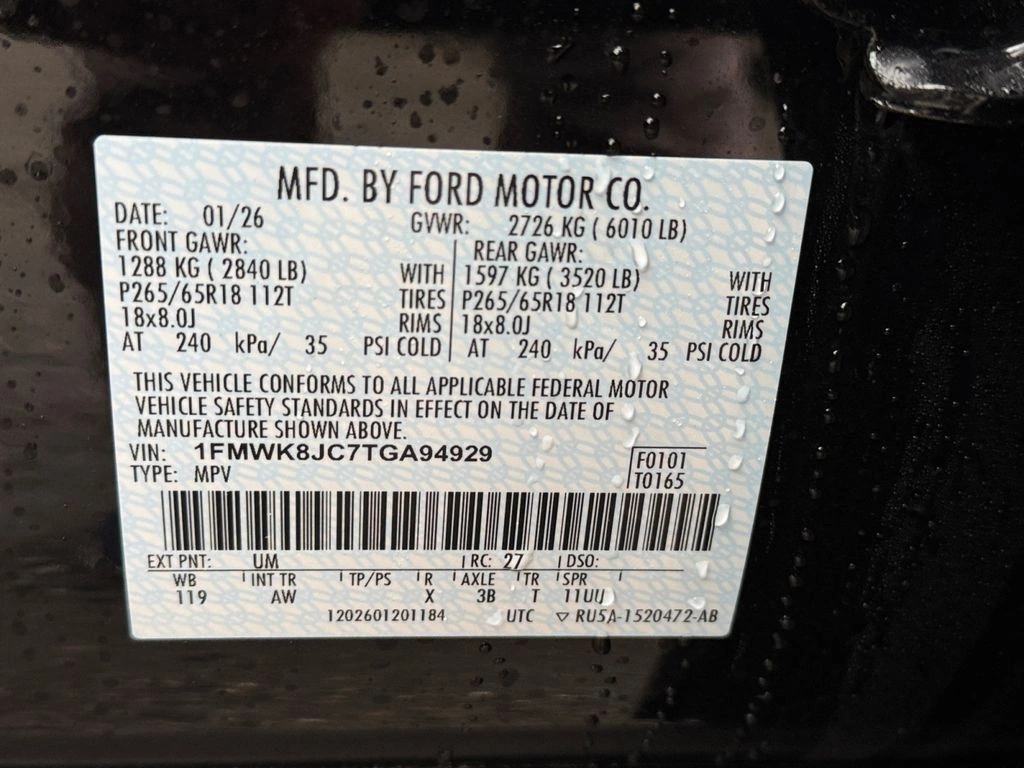 MFD. BY FORD MOTOR CO.
DATE: 01/26 GVWR: 2726 KG ( 6010 LB)
FRONT GAWR: REAR GAWR:
1288 KG ( 2840 LB) WITH 1597 KG ( 3520 LB) WITH
P265/65R18 112T TIRES P265/65R18 112T TIRES
18x8.0J RIMS 18x8.0J RIMS
AT 240 kPa/ 35 PSI COLD AT 240 kPa/ 35 PSI COLD
THIS VEHICLE CONFORMS TO ALL APPLICABLE FEDERAL MOTOR
VEHICLE SAFETY STANDARDS IN EFFECT ON THE DATE OF
MANUFACTURE SHOWN ABOVE.
VIN: 1FMWK8JC7TGA94929 F0101
TYPE: MPV T0165
EXT PNT: UM RC: 27 DSO:
WB INT TR TP/PS R AXLE TR SPR
119 AW X 3B T 11UU
1202601201184 UTC ▽ RU5A-1520472-AB